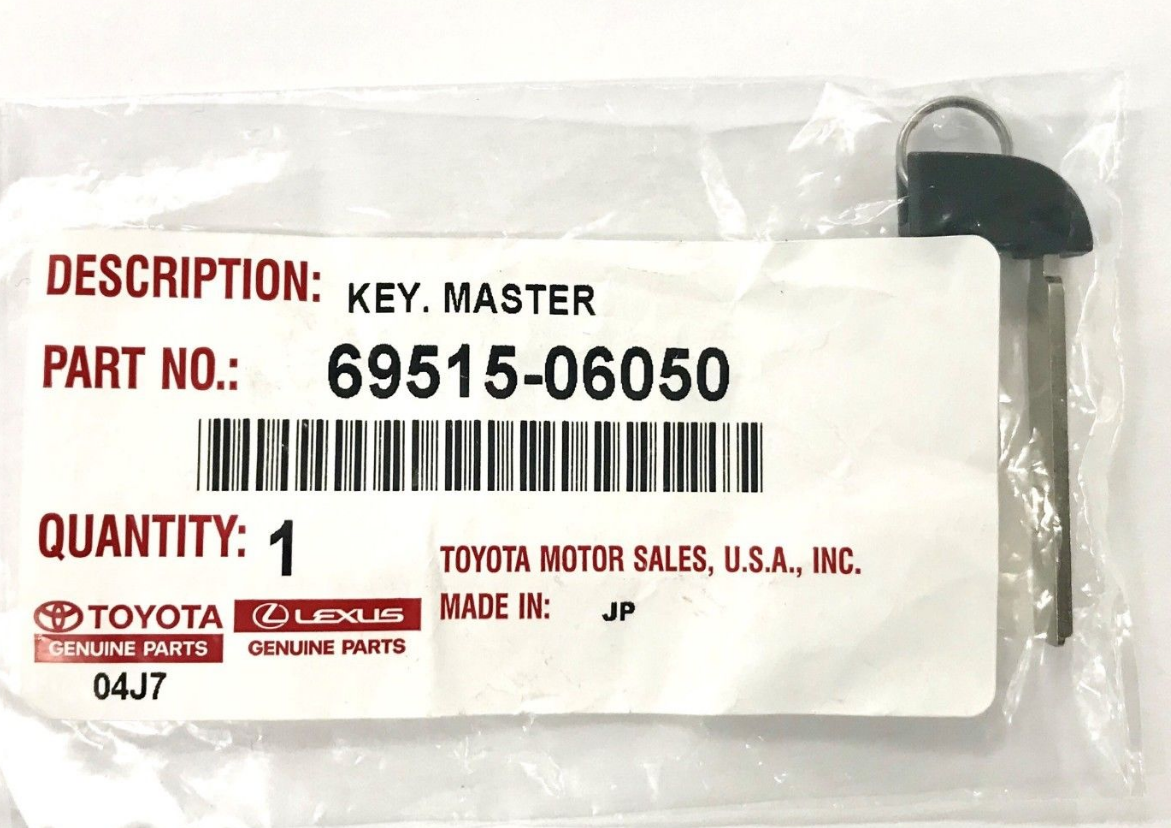 DESCRIPTION: KEY. MASTER
PART NO.: 69515-06050
QUANTITY: 1
TOYOTA MOTOR SALES, U.S.A., INC.
MADE IN: JP
TOYOTA LEXUS
GENUINE PARTS GENUINE PARTS
04J7